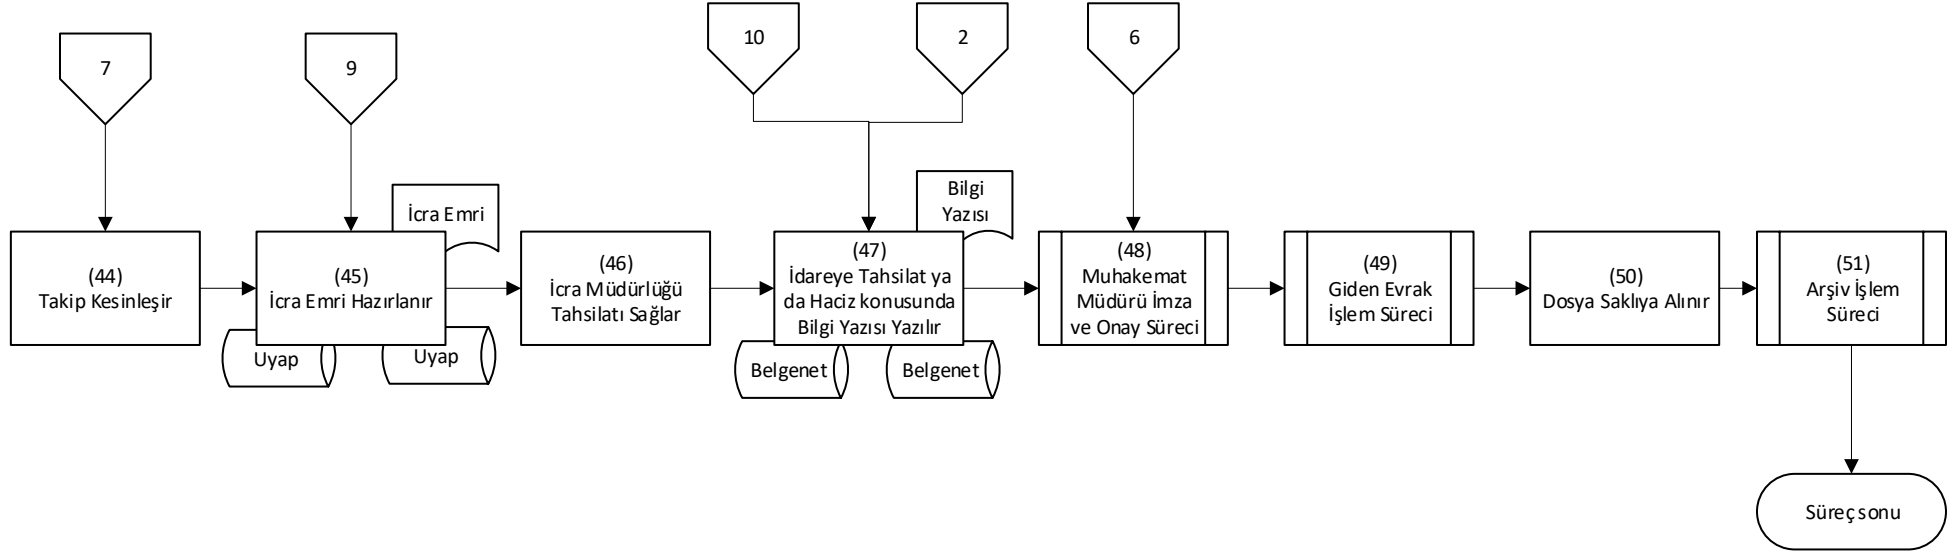 7
9
10
2
6
İcra Emri
Bilgi
Yazısı
(44)
Takip Kesinleşir
(45)
İcra Emri Hazırlanır
Uyap
Uyap
(46)
İcra Müdürlüğü
Tahsilatı Sağlar
(47)
İdareye Tahsilat ya
da Haciz konusunda
Bilgi Yazısı Yazılır
Belgenet
Belgenet
(48)
Muhakemat
Müdürü İmza
ve Onay Süreci
(49)
Giden Evrak
İşlem Süreci
(50)
Dosya Saklıya Alınır
(51)
Arşiv İşlem
Süreci
Süreç sonu